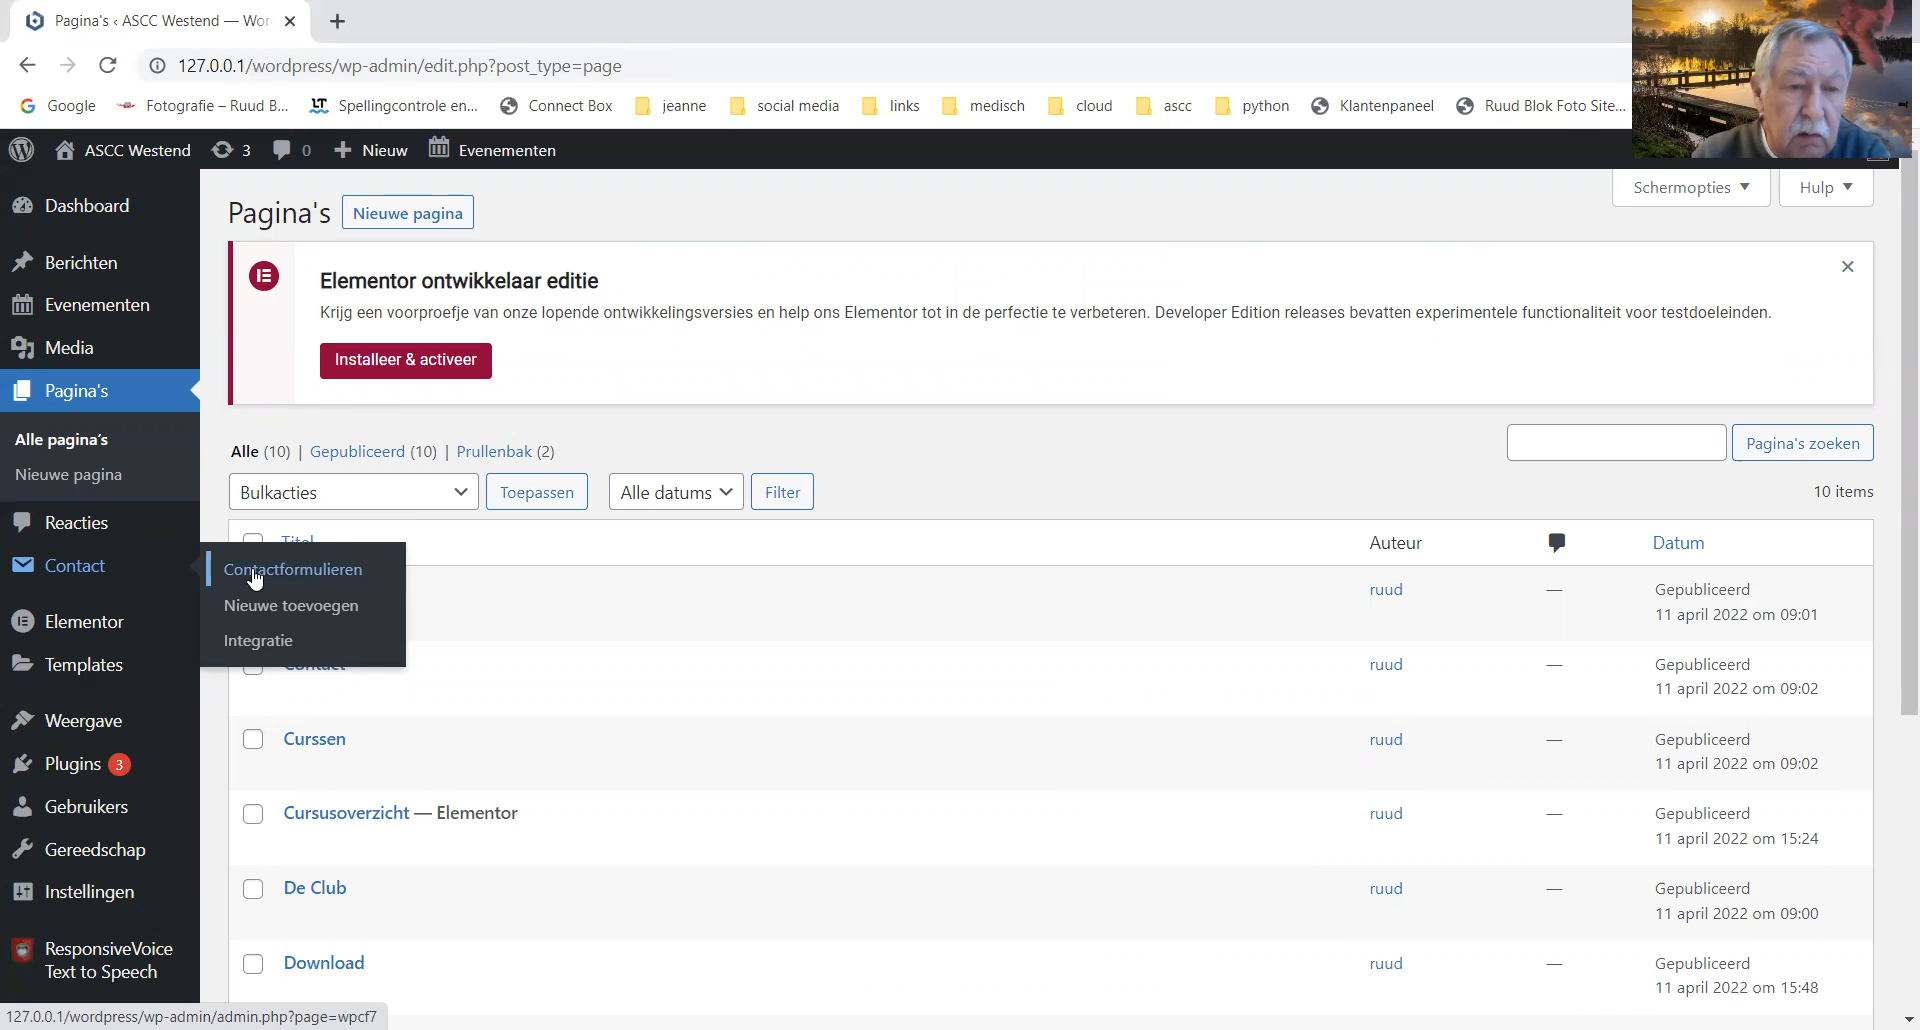 Pagina's ‹ ASCC Westend — Wor
127.0.0.1/wordpress/wp-admin/edit.php?post_type=page
Google
Fotografie – Ruud B...
Spellingcontrole en...
Connect Box
jeanne
social media
links
medisch
cloud
ascc
python
Klantenpaneel
Ruud Blok Foto Site...
ASCC Westend
3
0
Nieuw
Evenementen
Schermopties
Hulp
Dashboard
Berichten
Evenementen
Media
Pagina's
Alle pagina's
Nieuwe pagina
Reacties
Contact
Contactformulieren
Nieuwe toevoegen
Integratie
Elementor
Templates
Weergave
Plugins 3
Gebruikers
Gereedschap
Instellingen
ResponsiveVoice
Text to Speech
Pagina's
Nieuwe pagina
Elementor ontwikkelaar editie
Krijg een voorproefje van onze lopende ontwikkelingsversies en help ons Elementor tot in de perfectie te verbeteren. Developer Edition releases bevatten experimentele functionaliteit voor testdoeleinden.
Installeer & activeer
Alle (10) | Gepubliceerd (10) | Prullenbak (2)
Pagina's zoeken
Bulkacties
Toepassen
Alle datums
Filter
10 items
Titel
Auteur
Datum
ruud
—
Gepubliceerd
11 april 2022 om 09:01
Contact
ruud
—
Gepubliceerd
11 april 2022 om 09:02
Curssen
ruud
—
Gepubliceerd
11 april 2022 om 09:02
Cursusoverzicht — Elementor
ruud
—
Gepubliceerd
11 april 2022 om 15:24
De Club
ruud
—
Gepubliceerd
11 april 2022 om 09:00
Download
ruud
—
Gepubliceerd
11 april 2022 om 15:48
127.0.0.1/wordpress/wp-admin/admin.php?page=wpcf7